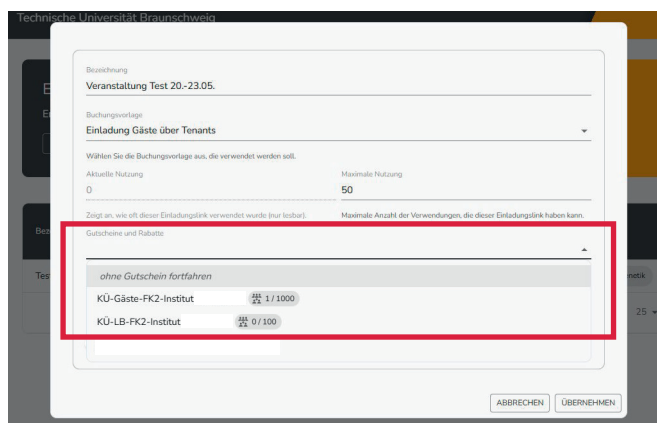 Technische Universität Braunschweig
Bezeichnung
Veranstaltung Test 20.-23.05.
Buchungsvorlage
Einladung Gäste über Tenants
Wählen Sie die Buchungsvorlage aus, die verwendet werden soll.
Aktuelle Nutzung
Maximale Nutzung
0
50
Zeigt an, wie oft dieser Einladungslink verwendet wurde (nur lesbar).
Maximale Anzahl der Verwendungen, die dieser Einladungslink haben kann.
Gutscheine und Rabatte
ohne Gutschein fortfahren
KÜ-Gäste-FK2-Institut 1 / 1000
KÜ-LB-FK2-Institut 0 / 100
25
ABBRECHEN ÜBERNEHMEN